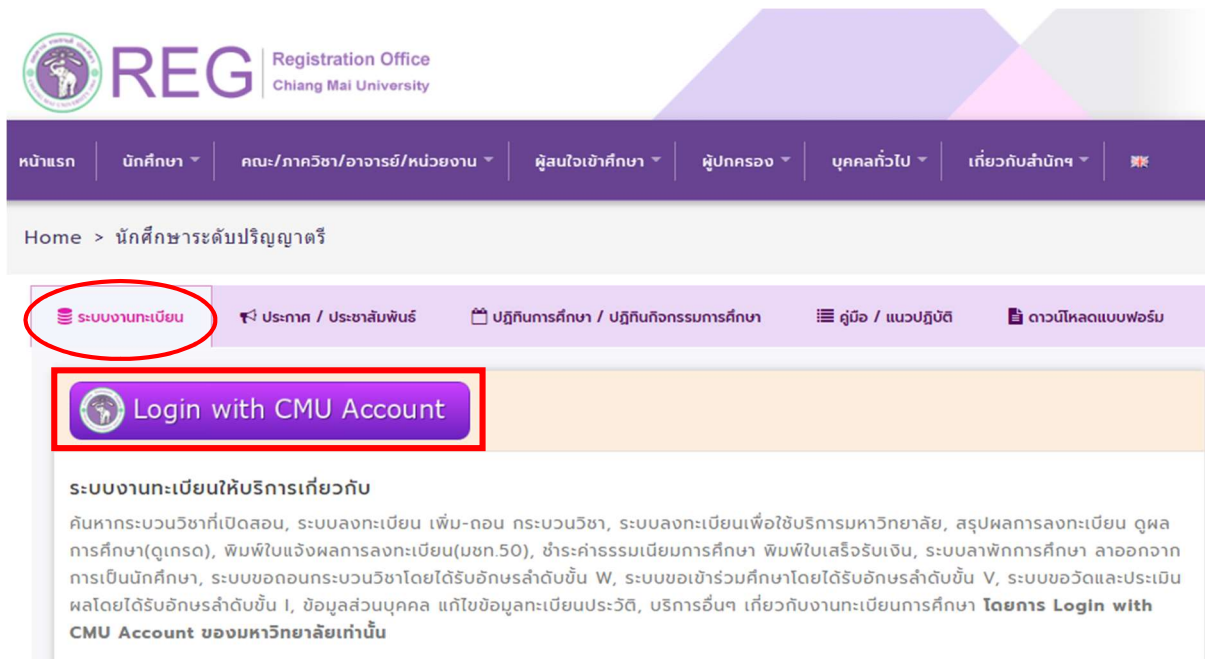 REG
Registration Office
Chiang Mai University
หน้าแรก นักศึกษา คณะ/ภาควิชา/อาจารย์/หน่วยงาน ผู้สนใจเข้าศึกษา ผู้ปกครอง บุคคลทั่วไป เกี่ยวกับสำนักฯ
Home > นักศึกษาระดับปริญญาตรี
ระบบงานทะเบียน ประกาศ / ประชาสัมพันธ์ ปฏิทินการศึกษา / ปฏิทินกิจกรรมการศึกษา คู่มือ / แนวปฏิบัติ ดาวน์โหลดแบบฟอร์ม
Login with CMU Account
ระบบงานทะเบียนให้บริการเกี่ยวกับ
ค้นหากระบวนวิชาที่เปิดสอน, ระบบลงทะเบียน เพิ่ม-ถอน กระบวนวิชา, ระบบลงทะเบียนเพื่อใช้บริการมหาวิทยาลัย, สรุปผลการลงทะเบียน ดูผล
การศึกษา(ดูเกรด), พิมพ์ใบแจ้งผลการลงทะเบียน(มชท.50), ชำระค่าธรรมเนียมการศึกษา พิมพ์ใบเสร็จรับเงิน, ระบบลาพักการศึกษา ลาออกจาก
การเป็นนักศึกษา, ระบบขอถอนกระบวนวิชาโดยได้รับอักษรลำดับขั้น W, ระบบขอเข้าร่วมศึกษาโดยได้รับอักษรลำดับขั้น V, ระบบขอวัดและประเมิน
ผลโดยได้รับอักษรลำดับขั้น I, ข้อมูลส่วนบุคคล แก้ไขข้อมูลทะเบียนประวัติ, บริการอื่นๆ เกี่ยวกับงานทะเบียนการศึกษา โดยการ Login with
CMU Account ของมหาวิทยาลัยเท่านั้น